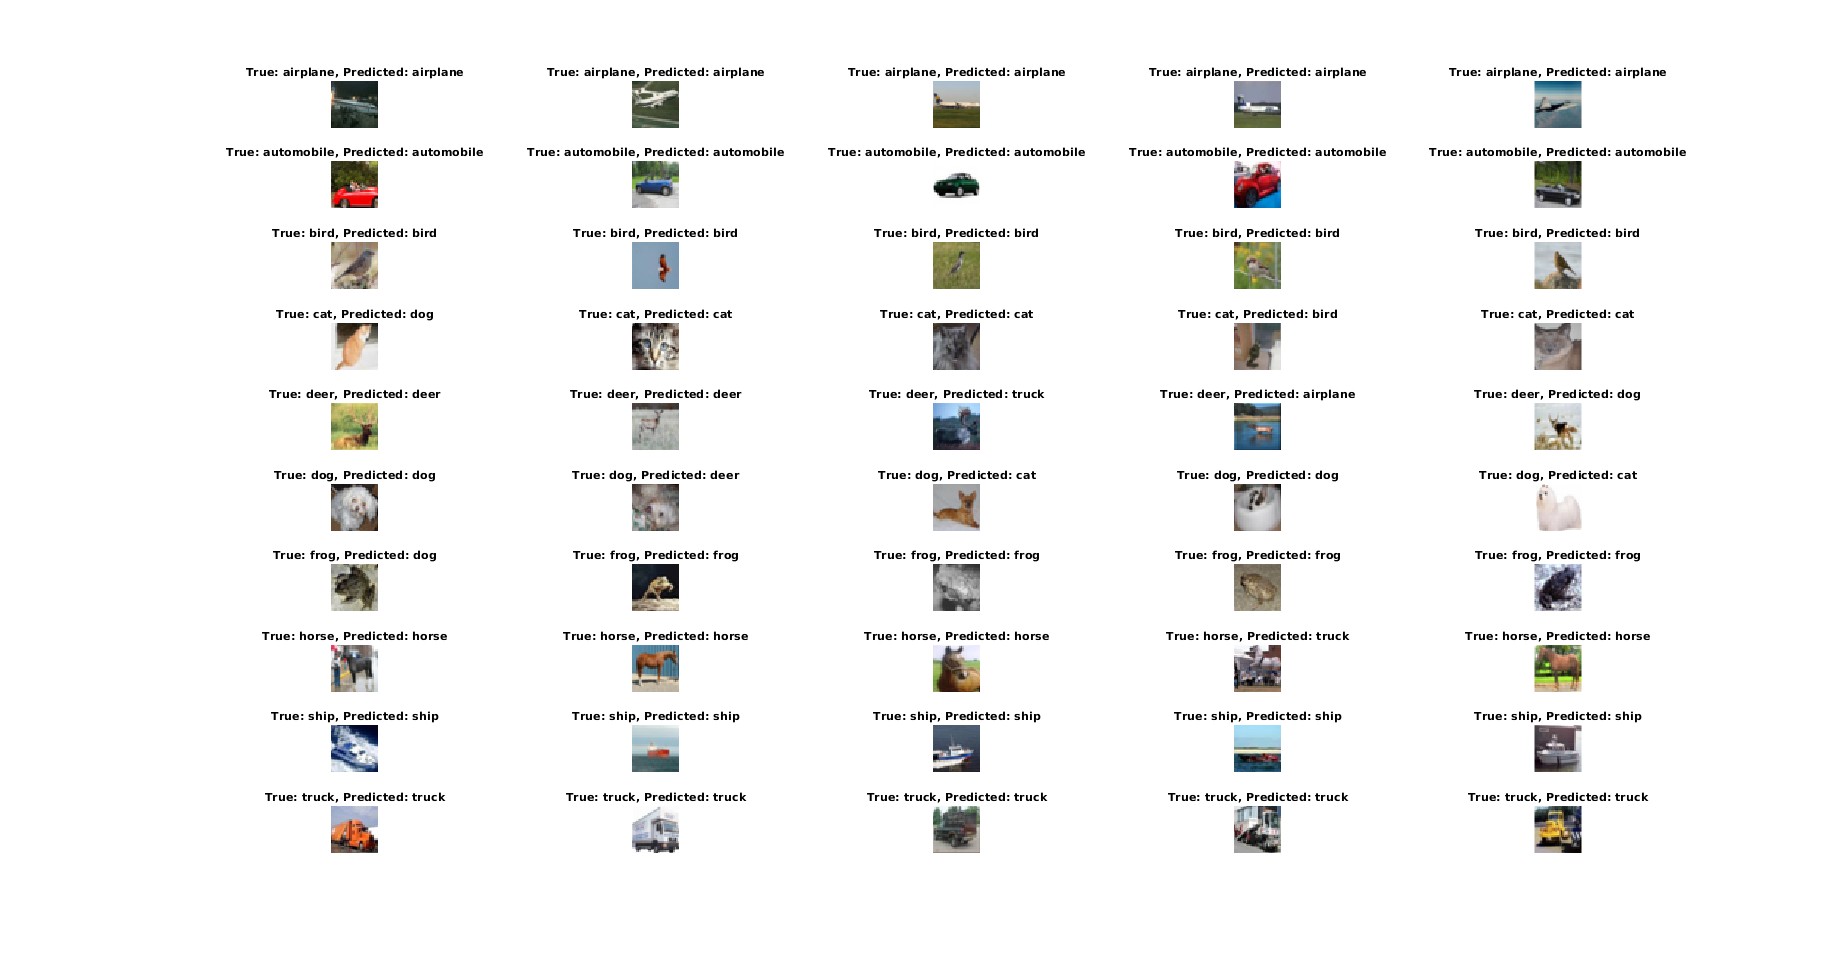 True: airplane, Predicted: airplane True: airplane, Predicted: airplane True: airplane, Predicted: airplane True: airplane, Predicted: airplane True: airplane, Predicted: airplane
True: automobile, Predicted: automobile True: automobile, Predicted: automobile True: automobile, Predicted: automobile True: automobile, Predicted: automobile True: automobile, Predicted: automobile
True: bird, Predicted: bird True: bird, Predicted: bird True: bird, Predicted: bird True: bird, Predicted: bird True: bird, Predicted: bird
True: cat, Predicted: dog True: cat, Predicted: cat True: cat, Predicted: cat True: cat, Predicted: bird True: cat, Predicted: cat
True: deer, Predicted: deer True: deer, Predicted: deer True: deer, Predicted: truck True: deer, Predicted: airplane True: deer, Predicted: dog
True: dog, Predicted: dog True: dog, Predicted: deer True: dog, Predicted: cat True: dog, Predicted: dog True: dog, Predicted: cat
True: frog, Predicted: dog True: frog, Predicted: frog True: frog, Predicted: frog True: frog, Predicted: frog True: frog, Predicted: frog
True: horse, Predicted: horse True: horse, Predicted: horse True: horse, Predicted: horse True: horse, Predicted: truck True: horse, Predicted: horse
True: ship, Predicted: ship True: ship, Predicted: ship True: ship, Predicted: ship True: ship, Predicted: ship True: ship, Predicted: ship
True: truck, Predicted: truck True: truck, Predicted: truck True: truck, Predicted: truck True: truck, Predicted: truck True: truck, Predicted: truck